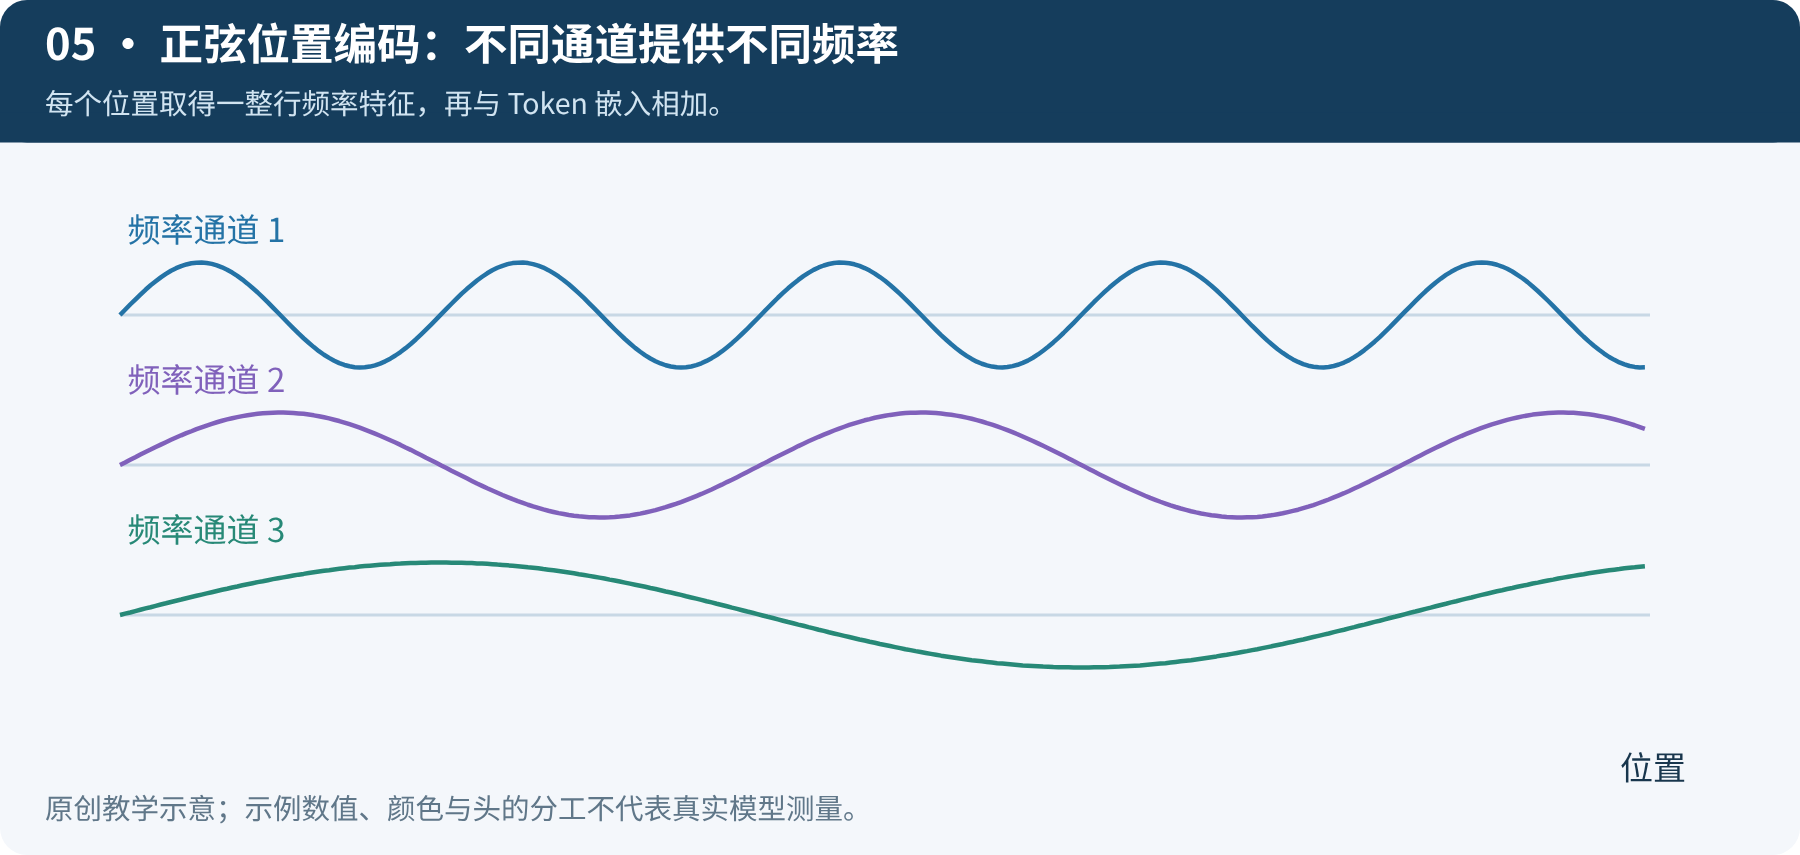 05 · 正弦位置编码：不同通道提供不同频率
每个位置取得一整行频率特征，再与 Token 嵌入相加。
频率通道 1
频率通道 2
频率通道 3
位置
原创教学示意；示例数值、颜色与头的分工不代表真实模型测量。